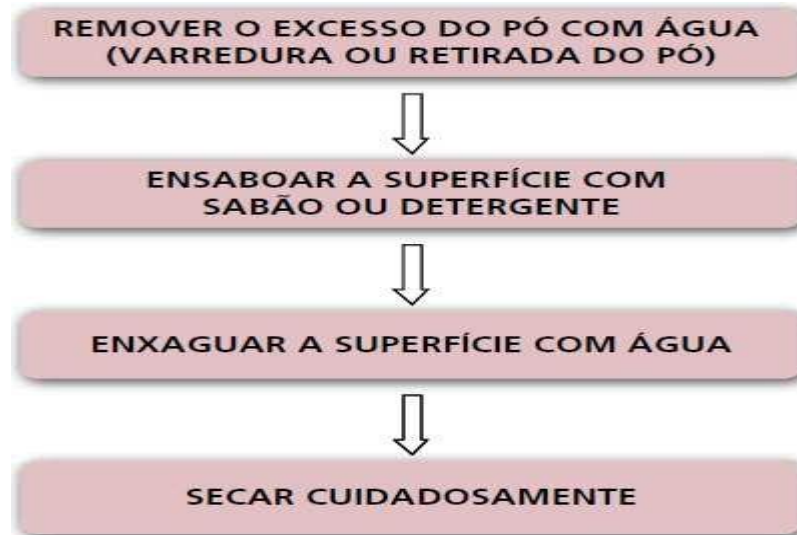 REMOVER O EXCESSO DO PÓ COM ÁGUA
(VARREDURA OU RETIRADA DO PÓ)
ENSABOAR A SUPERFÍCIE COM
SABÃO OU DETERGENTE
ENXAGUAR A SUPERFÍCIE COM ÁGUA
SECAR CUIDADOSAMENTE